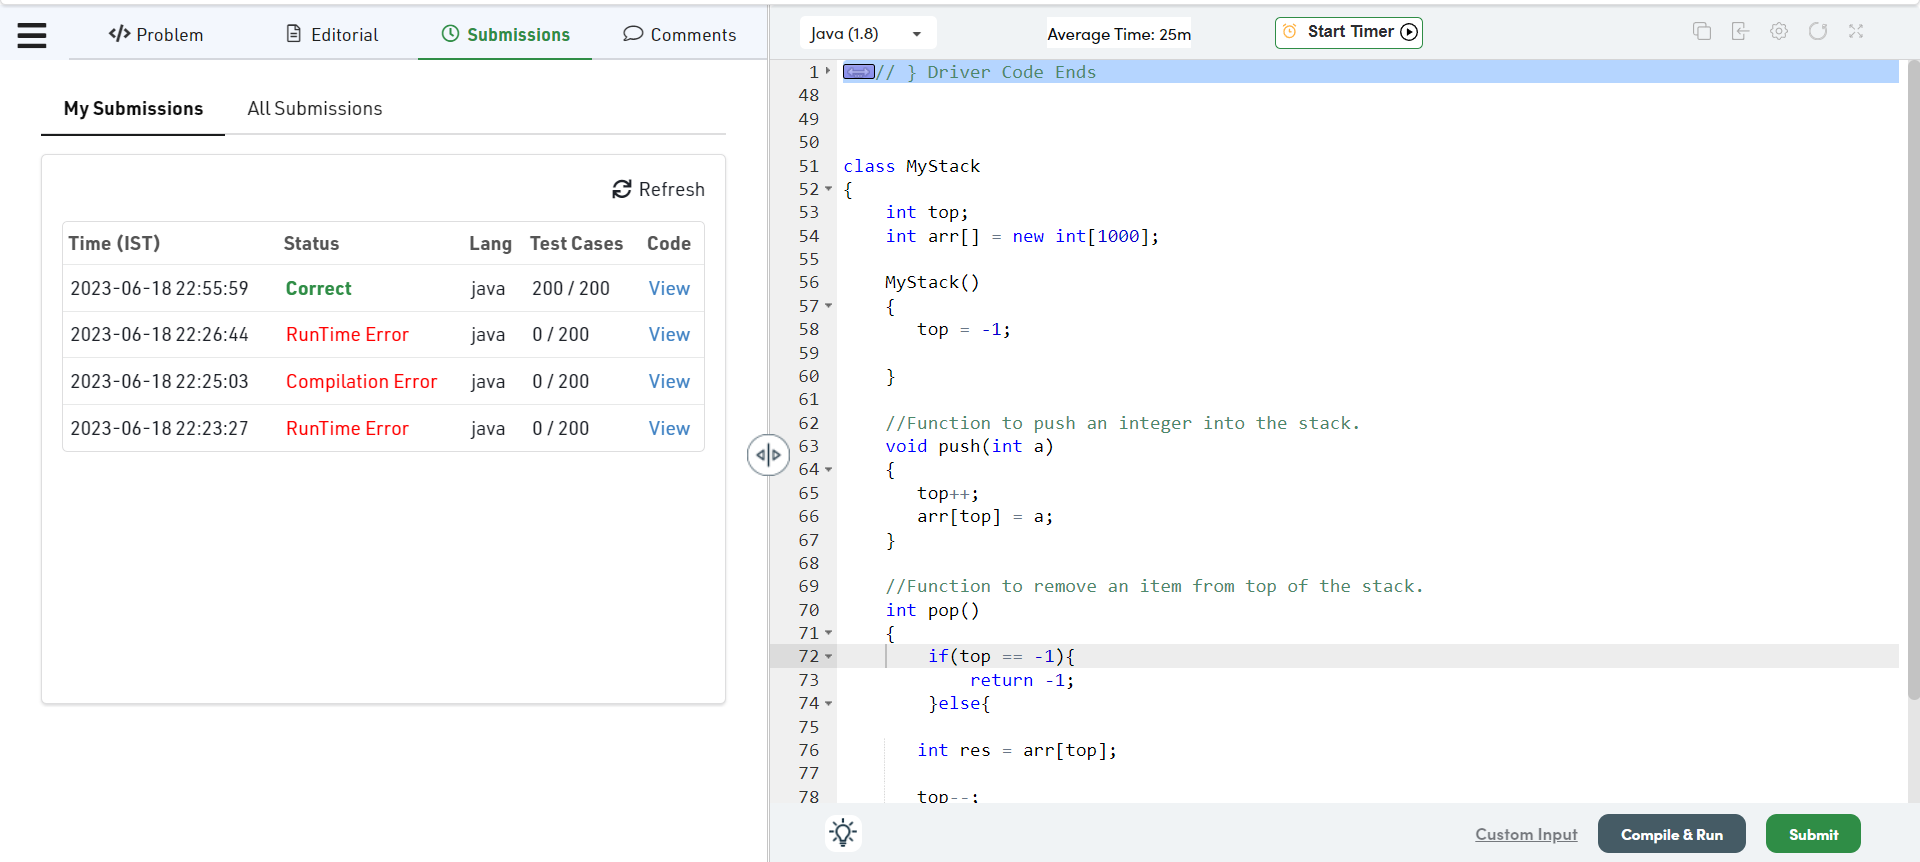 </> Problem
Editorial
Submissions
Comments
My Submissions
All Submissions
Refresh
Time (IST) Status Lang Test Cases Code
2023-06-18 22:55:59 Correct java 200 / 200 View
2023-06-18 22:26:44 RunTime Error java 0 / 200 View
2023-06-18 22:25:03 Compilation Error java 0 / 200 View
2023-06-18 22:23:27 RunTime Error java 0 / 200 View
Java (1.8)
Average Time: 25m
Start Timer
1 // } Driver Code Ends
48
49
50
51 class MyStack
52 {
53 int top;
54 int arr[] = new int[1000];
55
56 MyStack()
57 {
58 top = -1;
59
60 }
61
62 //Function to push an integer into the stack.
63 void push(int a)
64 {
65 top++;
66 arr[top] = a;
67 }
68
69 //Function to remove an item from top of the stack.
70 int pop()
71 {
72 if(top == -1){
73 return -1;
74 }else{
75
76 int res = arr[top];
77
78 top--;
Custom Input
Compile & Run
Submit